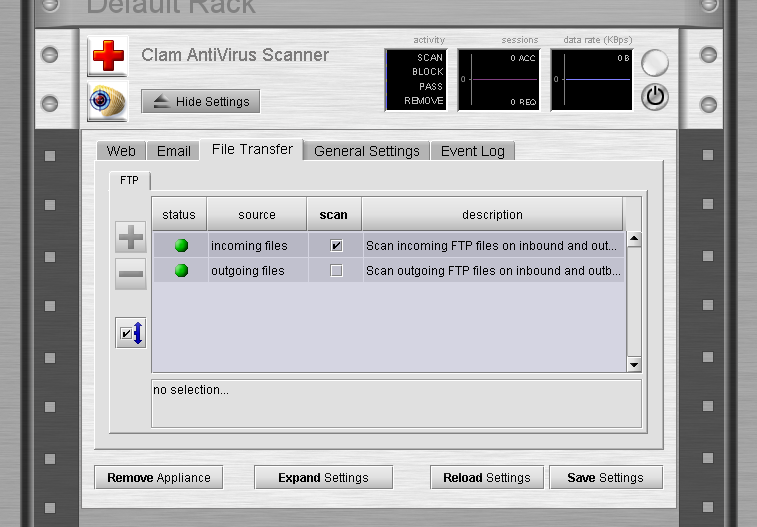 Default Rack
Clam AntiVirus Scanner
Hide Settings
activity
SCAN
BLOCK
PASS
REMOVE
sessions
0 ACC
0
0 REQ
data rate (KBps)
0 B
0
Web Email File Transfer General Settings Event Log
FTP
status source scan description
incoming files Scan incoming FTP files on inbound and out...
outgoing files Scan outgoing FTP files on inbound and outb...
no selection...
Remove Appliance Expand Settings Reload Settings Save Settings